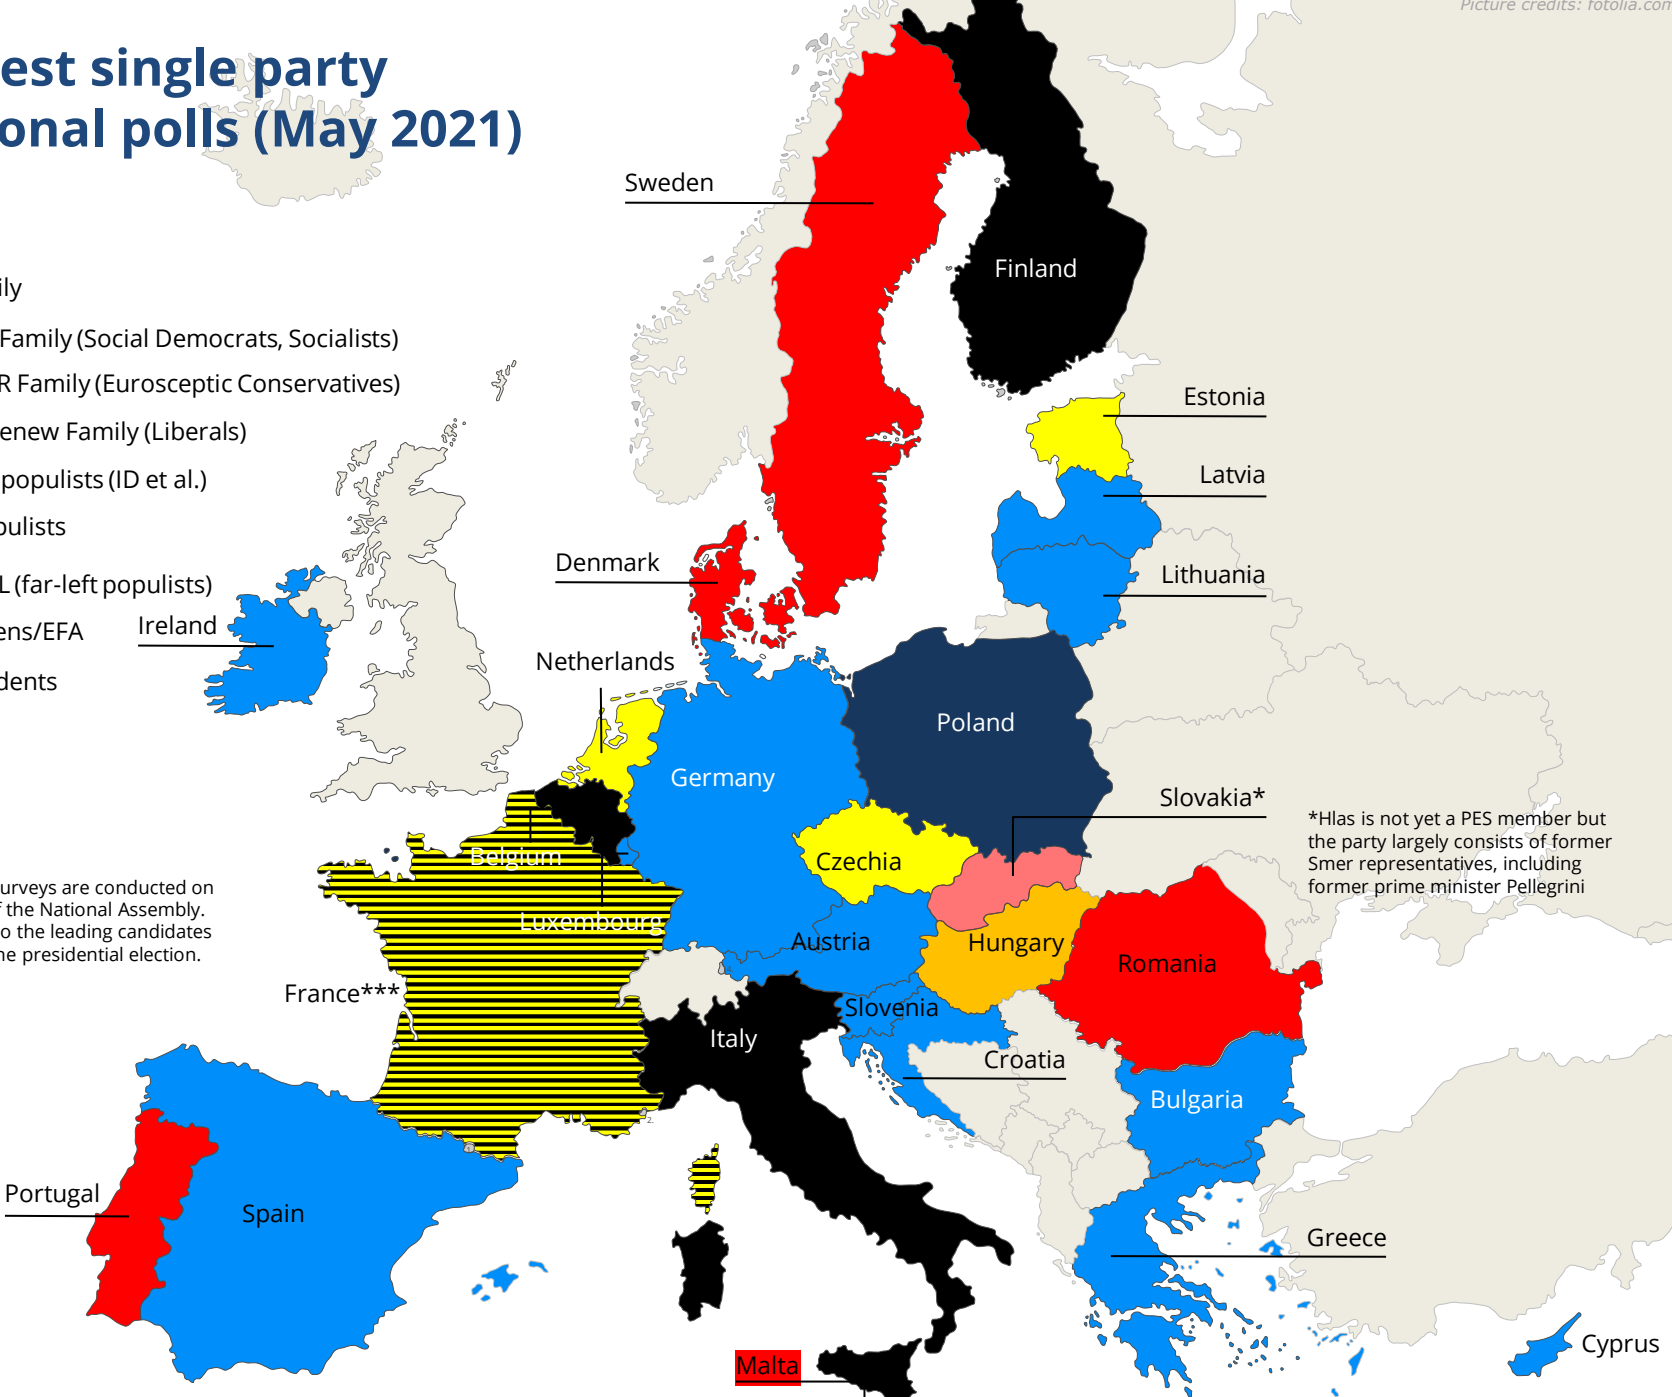 Picture credits: fotolia.com
est single party
onal polls (May 2021)
Sweden
Finland
ily
Family (Social Democrats, Socialists)
R Family (Eurosceptic Conservatives)
Estonia
enew Family (Liberals)
Latvia
populists (ID et al.)
pulists
Denmark
Lithuania
L (far-left populists)
Ireland
ens/EFA
Netherlands
dents
Poland
Germany
Slovakia*
*Hlas is not yet a PES member but
the party largely consists of former
Smer representatives, including
former prime minister Pellegrini
Belgium
Czechia
urveys are conducted on
f the National Assembly.
o the leading candidates
ne presidential election.
Luxembourg
Austria
Hungary
Romania
France***
Slovenia
Italy
Croatia
Bulgaria
Portugal
Spain
Greece
Malta
Cyprus